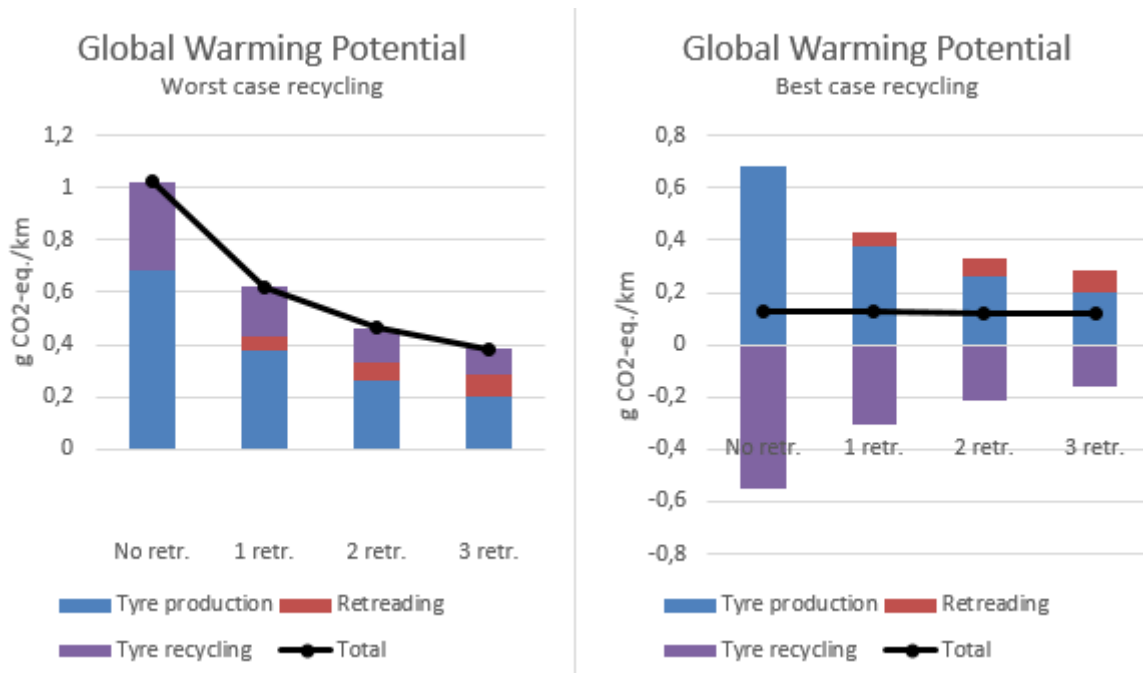 Global Warming Potential
Worst case recycling
1,2
1
0,8
0,6
0,4
0,2
0
g CO2-eq./km
No retr. 1 retr. 2 retr. 3 retr.
Tyre production Retreading
Tyre recycling Total
Global Warming Potential
Best case recycling
0,8
0,6
0,4
0,2
0
-0,2
-0,4
-0,6
-0,8
g CO2-eq./km
No retr. 1 retr. 2 retr. 3 retr.
Tyre production Retreading
Tyre recycling Total